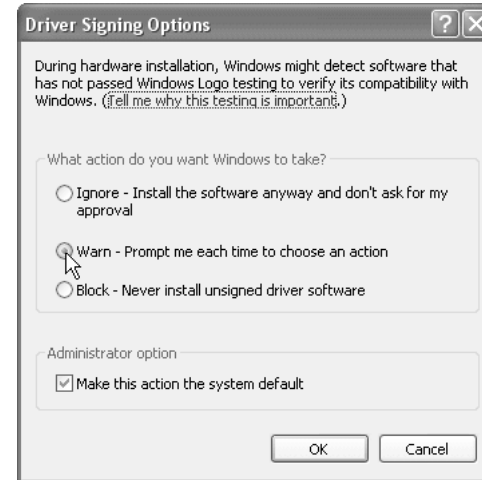 Driver Signing Options
During hardware installation, Windows might detect software that
has not passed Windows Logo testing to verify its compatibility with
Windows. (Tell me why this testing is important.)
What action do you want Windows to take?
Ignore - Install the software anyway and don't ask for my
approval
Warn - Prompt me each time to choose an action
Block - Never install unsigned driver software
Administrator option
Make this action the system default
OK Cancel